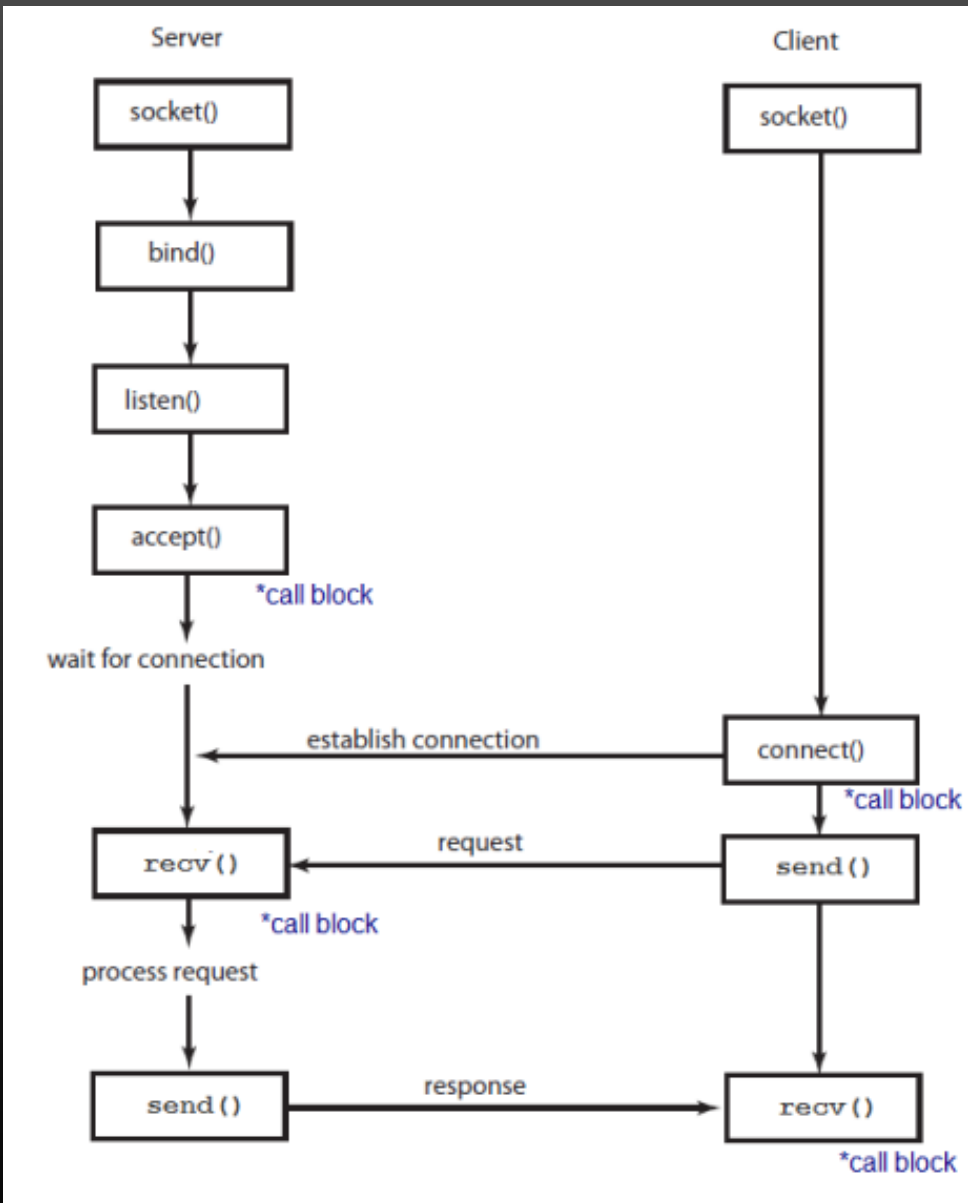 Server
Client
socket()
socket()
bind()
listen()
accept()
*call block
wait for connection
establish connection
connect()
*call block
request
recv()
send()
*call block
process request
response
send()
recv()
*call block